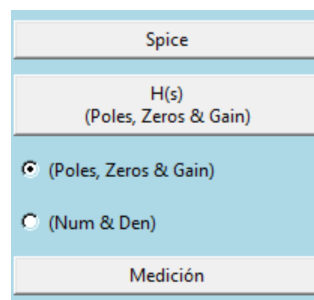 Spice
H(s)
(Poles, Zeros & Gain)
(Poles, Zeros & Gain)
(Num & Den)
Medición